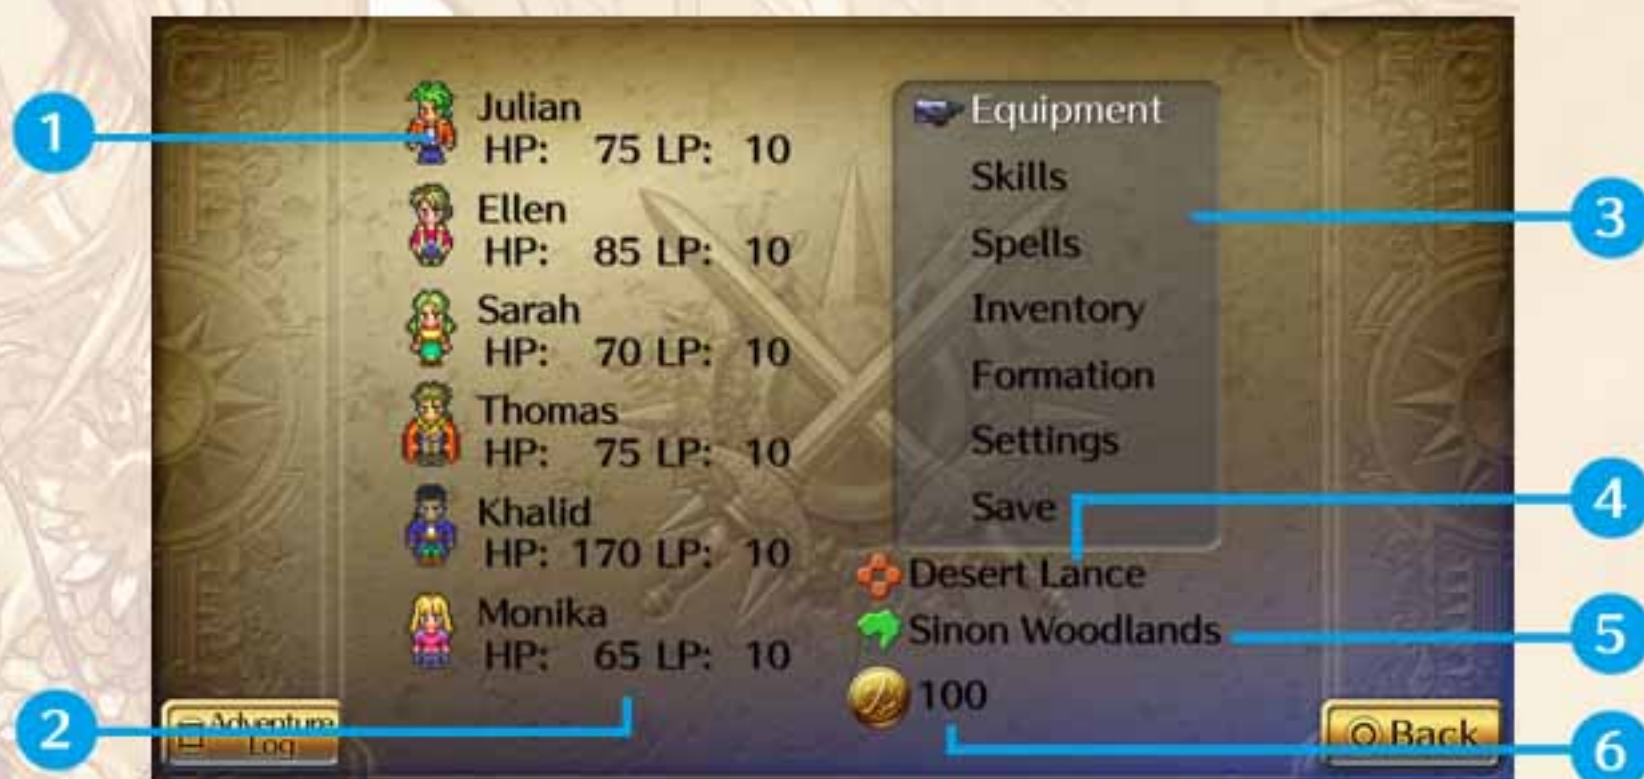 1
Julian
HP: 75 LP: 10
Ellen
HP: 85 LP: 10
Sarah
HP: 70 LP: 10
Thomas
HP: 75 LP: 10
Khalid
HP: 170 LP: 10
Monika
HP: 65 LP: 10
2
Adventure
Log
Equipment
Skills
Spells
Inventory
Formation
Settings
Save
3
Desert Lance
4
Sinon Woodlands
5
100
6
Back